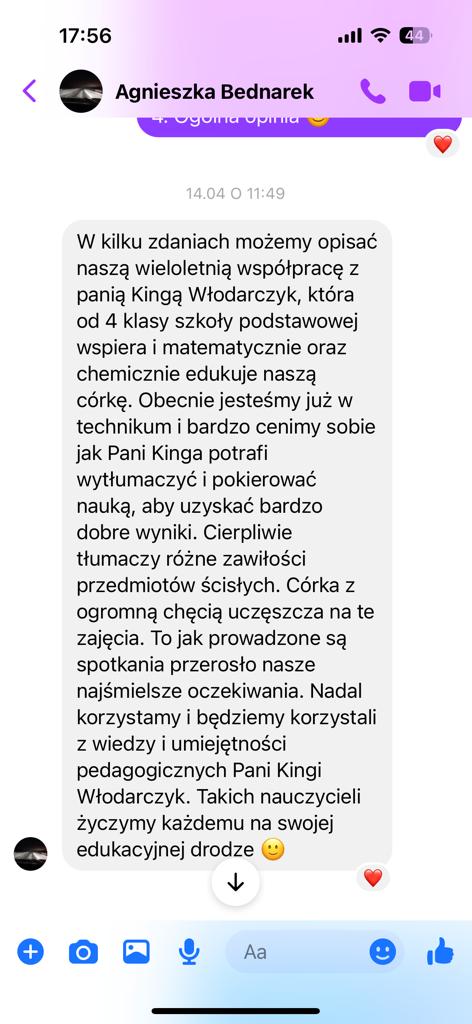 17:56
44
Agnieszka Bednarek
4. Ogólna opinia 🙂
14.04 O 11:49
W kilku zdaniach możemy opisać
naszą wieloletnią współpracę z
panią Kingą Włodarczyk, która
od 4 klasy szkoły podstawowej
wspiera i matematycznie oraz
chemicznie edukuje naszą
córkę. Obecnie jesteśmy już w
technikum i bardzo cenimy sobie
jak Pani Kinga potrafi
wytłumaczyć i pokierować
nauką, aby uzyskać bardzo
dobre wyniki. Cierpliwie
tłumaczy różne zawiłości
przedmiotów ścisłych. Córka z
ogromną chęcią uczęszcza na te
zajęcia. To jak prowadzone są
spotkania przerosło nasze
najśmielsze oczekiwania. Nadal
korzystamy i będziemy korzystali
z wiedzy i umiejętności
pedagogicznych Pani Kingi
Włodarczyk. Takich nauczycieli
życzymy każdemu na swojej
edukacyjnej drodze 🙂
Aa